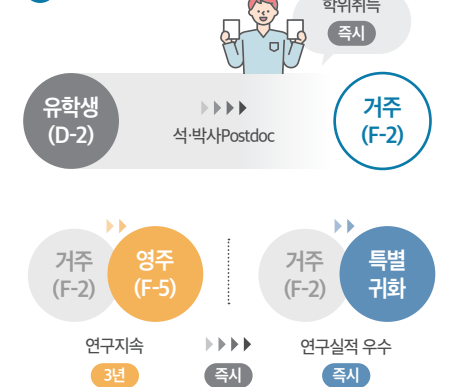 학위취득
즉시
유학생
(D-2)
석·박사Postdoc
거주
(F-2)
거주
(F-2)
영주
(F-5)
거주
(F-2)
특별
귀화
연구지속
연구실적 우수
3년
즉시
즉시